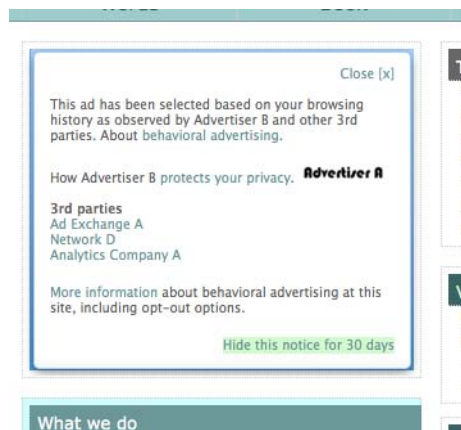 Close [x]
This ad has been selected based on your browsing
history as observed by Advertiser B and other 3rd
parties. About behavioral advertising.
How Advertiser B protects your privacy. Advertiser A
3rd parties
Ad Exchange A
Network D
Analytics Company A
More information about behavioral advertising at this
site, including opt-out options.
Hide this notice for 30 days
What we do